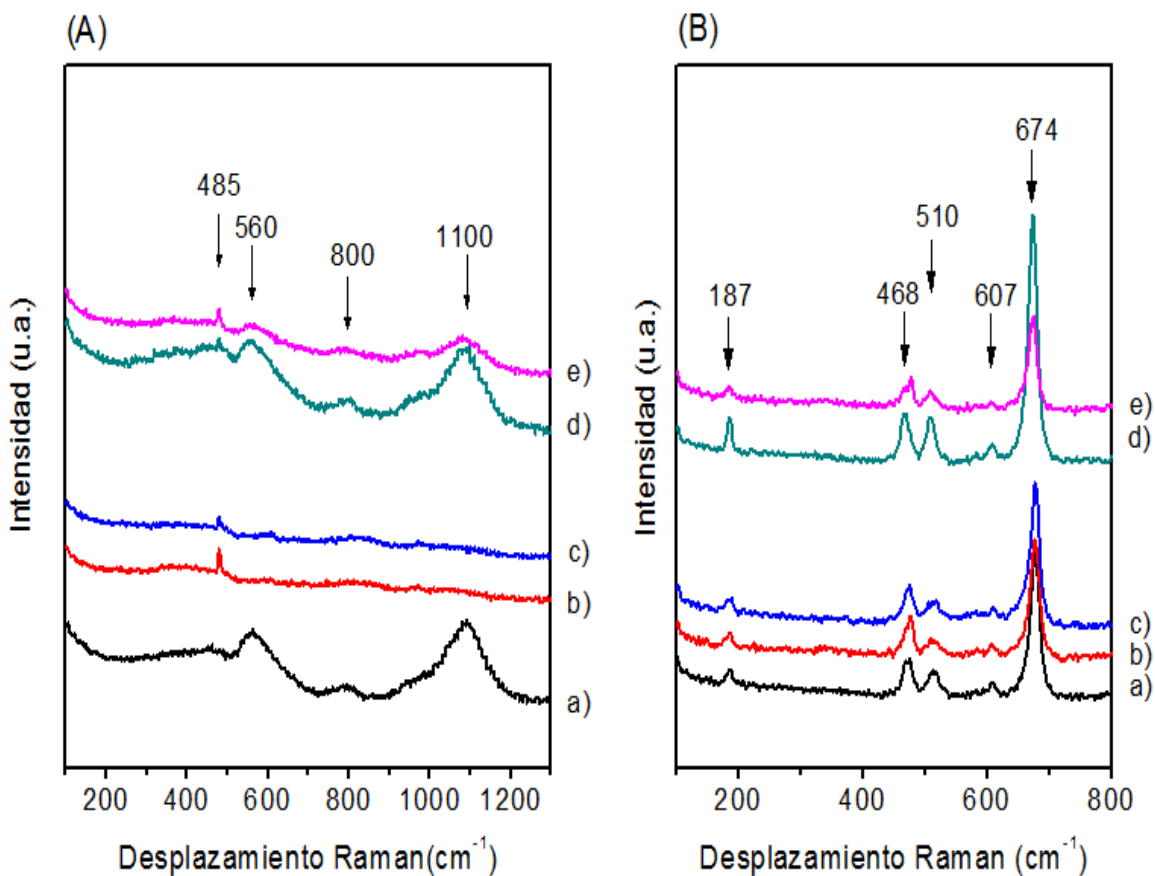 (A)
Intensidad (u.a.)
485
560
800
1100
e)
d)
c)
b)
a)
200 400 600 800 1000 1200
Desplazamiento Raman(cm⁻¹)
(B)
Intensidad (u.a.)
674
510
187
468
607
e)
d)
c)
b)
a)
200 400 600 800
Desplazamiento Raman (cm⁻¹)